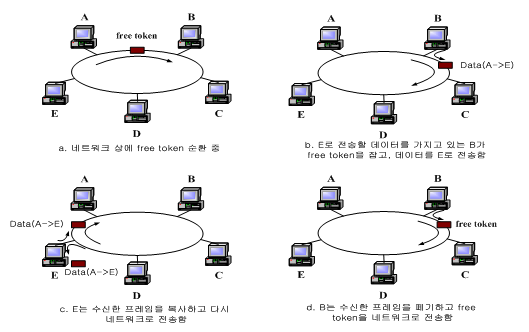 A
free token
B
E
C
D
a. 네트워크 상에 free token 순환 중
A
B
Data(A->E)
E
C
D
b. E로 전송할 데이터를 가지고 있는 B가
free token을 잡고, 데이터를 E로 전송함
A
B
Data(A->E)
E
Data(A->E)
C
D
c. E는 수신한 프레임을 복사하고 다시
네트워크로 전송함
A
B
free token
E
C
D
d. B는 수신한 프레임을 폐기하고 free
token을 네트워크로 전송함